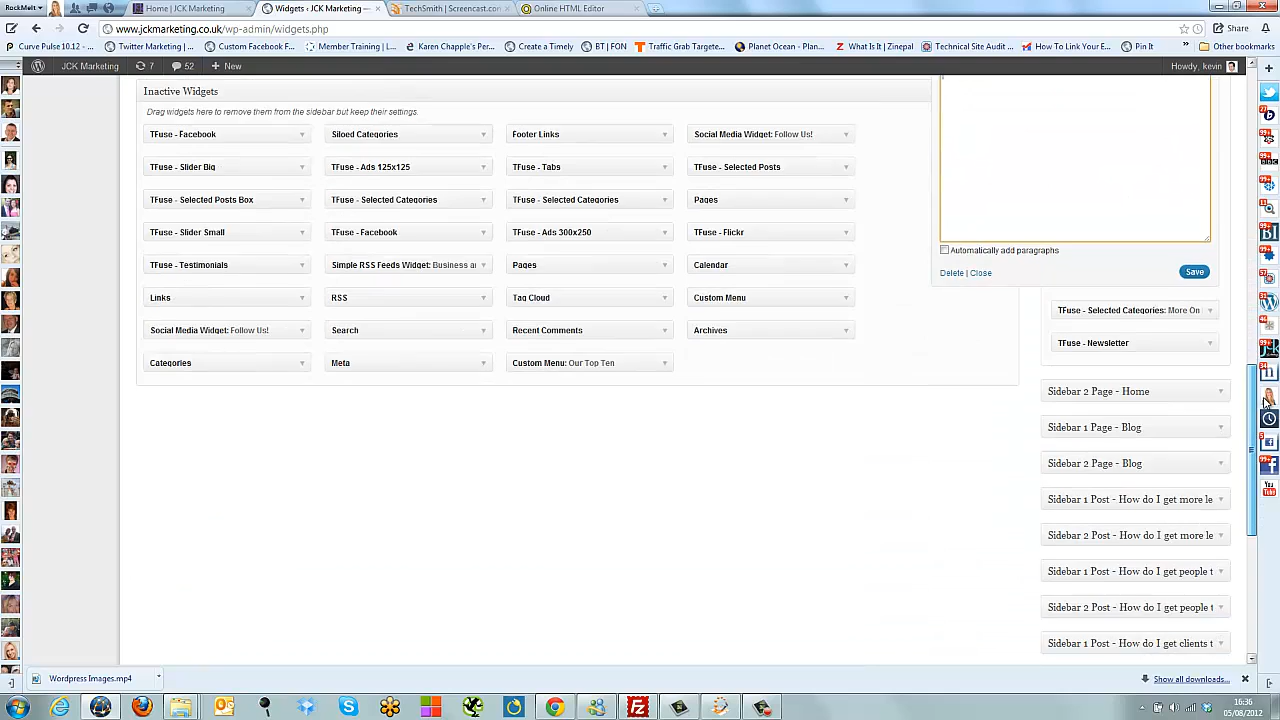 RockMelt
Home | JCK Marketing
Widgets ‹ JCK Marketing —
TechSmith | Screencast.com
Online HTML Editor
www.jckmarketing.co.uk/wp-admin/widgets.php
Share
Curve Pulse10.12 -
Twitter Marketing (...
Custom Facebook F...
Member Training | L...
Karen Chapple's Per...
Create a Timely
BT | FON
Traffic Grab Targete...
Planet Ocean - Plan...
What Is It? | Zinepal
Technical Site Audit ...
How To Link Your E...
Pin It
Other bookmarks
JCK Marketing
7
52
New
Howdy, kevin
Inactive Widgets
Drag widgets here to remove them from the sidebar but keep their settings.
TFuse - Facebook
Siloed Categories
Footer Links
Social Media Widget: Follow Us!
TFuse - Slider Big
TFuse - Ads 125x125
TFuse - Tabs
TFuse - Selected Posts
TFuse - Selected Posts Box
TFuse - Selected Categories
TFuse - Selected Categories
Pages
TFuse - Slider Small
TFuse - Facebook
TFuse - Ads 300x250
TFuse - Flickr
Automatically add paragraphs
TFuse - Testimonials
Simple RSS Feeds Widget: Business a
Pages
Calendar
Delete | Close
Save
Links
RSS
Tag Cloud
Custom Menu
TFuse - Selected Categories: More On
Social Media Widget: Follow Us!
Search
Recent Comments
Archives
TFuse - Newsletter
Categories
Meta
Custom Menu: Our Top Ten
Sidebar 2 Page - Home
Sidebar 1 Page - Blog
Sidebar 2 Page - Blog
Sidebar 1 Post - How do I get more le
Sidebar 2 Post - How do I get more le
Sidebar 1 Post - How do I get people t
Sidebar 2 Post - How do I get people t
Sidebar 1 Post - How do I get clients t
Wordpress Images.mp4
Show all downloads...
16:36
05/08/2012